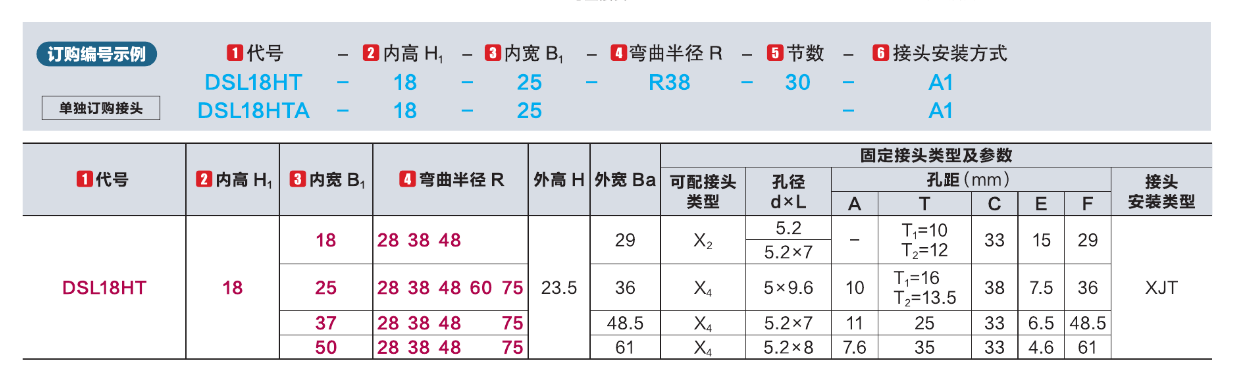 订购编号示例 1代号 – 2内高 H₁ – 3内宽 B₁ – 4弯曲半径 R – 5节数 – 6接头安装方式
DSL18HT – 18 – 25 – R38 – 30 – A1
单独订购接头 DSL18HTA – 18 – 25 – A1
1代号 2内高 H₁ 3内宽 B₁ 4弯曲半径 R 外高 H 外宽 Ba 固定接头类型及参数
可配接头类型 孔径 d×L 孔距(mm) 接头安装类型
A T C E F
DSL18HT 18 18 28 38 48 23.5 29 X₂ 5.2 5.2×7 – T₁=10 T₂=12 33 15 29 XJT
25 28 38 48 60 75 36 X₄ 5×9.6 10 T₁=16 T₂=13.5 38 7.5 36
37 28 38 48 75 48.5 X₄ 5.2×7 11 25 33 6.5 48.5
50 28 38 48 75 61 X₄ 5.2×8 7.6 35 33 4.6 61